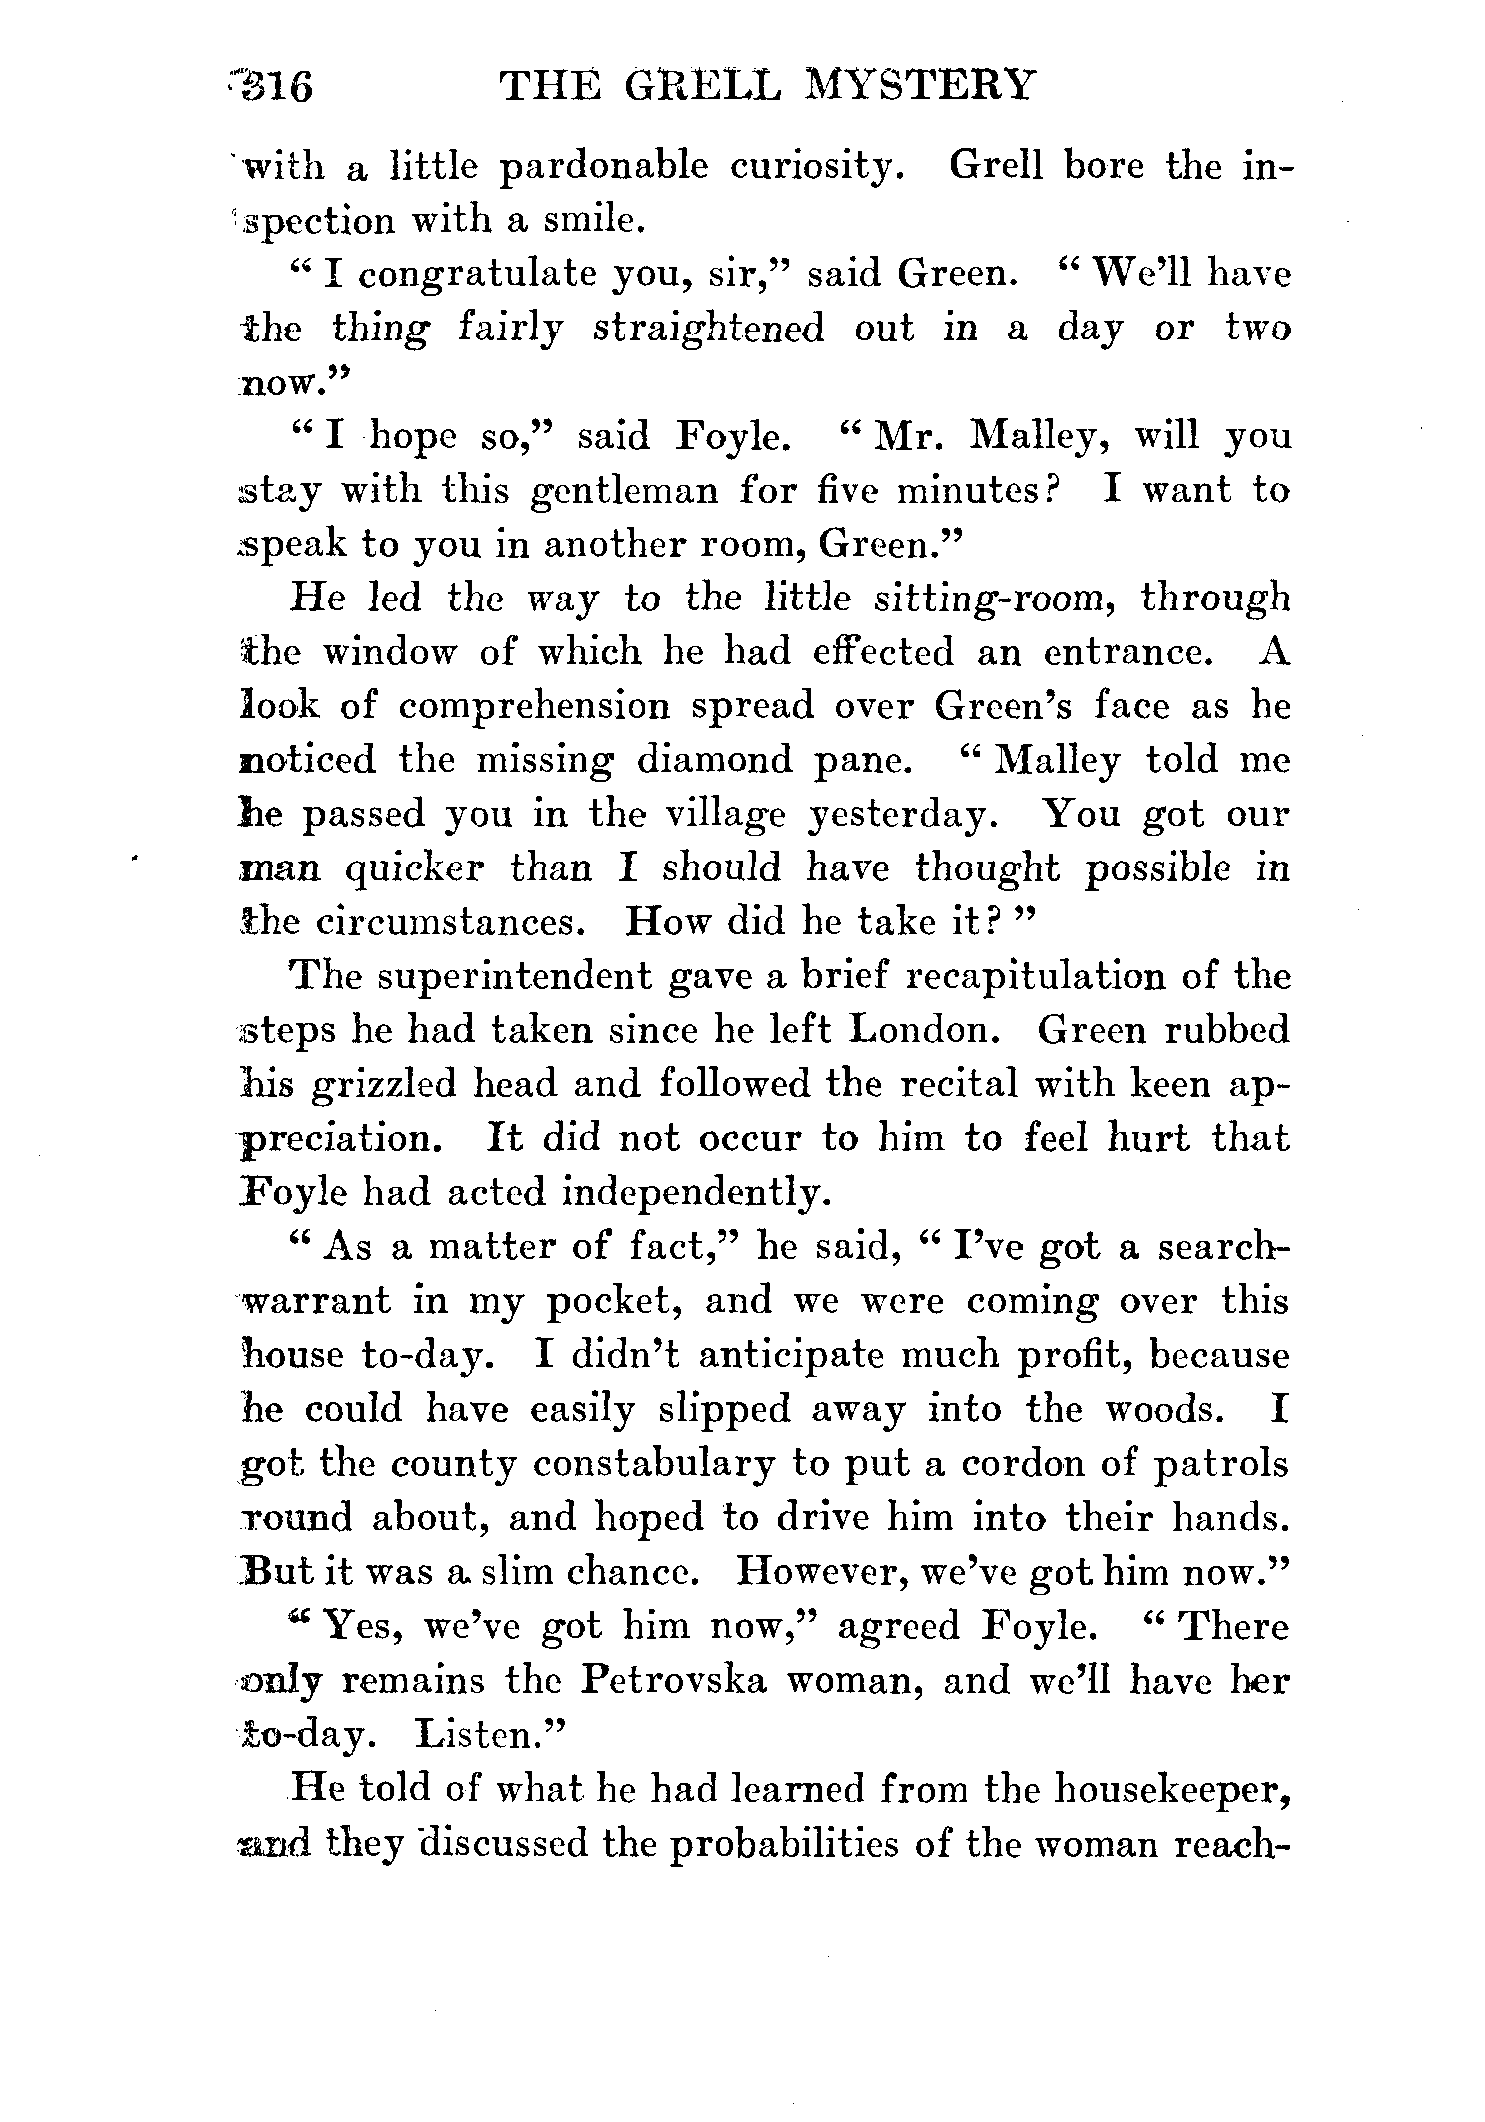 316 THE GRELL MYSTERY
with a little pardonable curiosity. Grell bore the in-
spection with a smile.
“ I congratulate you, sir,” said Green. “ We’ll have
the thing fairly straightened out in a day or two
now.”
“ I hope so,” said Foyle. “ Mr. Malley, will you
stay with this gentleman for five minutes? I want to
speak to you in another room, Green.”
He led the way to the little sitting-room, through
the window of which he had effected an entrance. A
look of comprehension spread over Green’s face as he
noticed the missing diamond pane. “ Malley told me
he passed you in the village yesterday. You got our
man quicker than I should have thought possible in
the circumstances. How did he take it? ”
The superintendent gave a brief recapitulation of the
steps he had taken since he left London. Green rubbed
his grizzled head and followed the recital with keen ap-
preciation. It did not occur to him to feel hurt that
Foyle had acted independently.
“ As a matter of fact,” he said, “ I’ve got a search-
warrant in my pocket, and we were coming over this
house to-day. I didn’t anticipate much profit, because
he could have easily slipped away into the woods. I
got the county constabulary to put a cordon of patrols
round about, and hoped to drive him into their hands.
But it was a slim chance. However, we’ve got him now.”
“ Yes, we’ve got him now,” agreed Foyle. “ There
only remains the Petrovska woman, and we’ll have her
to-day. Listen.”
He told of what he had learned from the housekeeper,
and they discussed the probabilities of the woman reach-